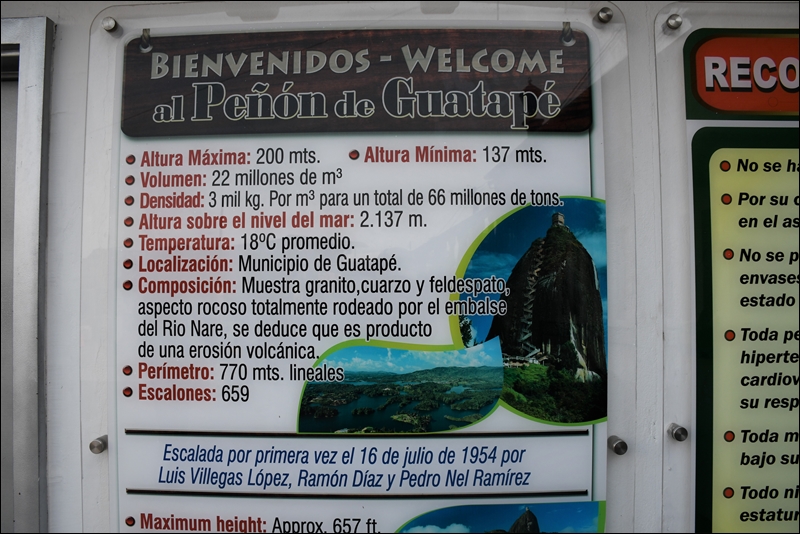 BIENVENIDOS - WELCOME
al Peñón de Guatapé
Altura Máxima: 200 mts. Altura Mínima: 137 mts.
Volumen: 22 millones de m³
Densidad: 3 mil kg. Por m³ para un total de 66 millones de tons.
Altura sobre el nivel del mar: 2.137 m.
Temperatura: 18ºC promedio.
Localización: Municipio de Guatapé.
Composición: Muestra granito,cuarzo y feldespato,
aspecto rocoso totalmente rodeado por el embalse
del Rio Nare, se deduce que es producto
de una erosión volcánica.
Perímetro: 770 mts. lineales
Escalones: 659
Escalada por primera vez el 16 de julio de 1954 por
Luis Villegas López, Ramón Díaz y Pedro Nel Ramírez
Maximum height: Approx. 657 ft.
RECO
No se ha
Por su
en el as
No se p
envases
estado
Toda pe
hiperte
cardiov
su resp
Toda m
bajo su
Todo ni
estatur